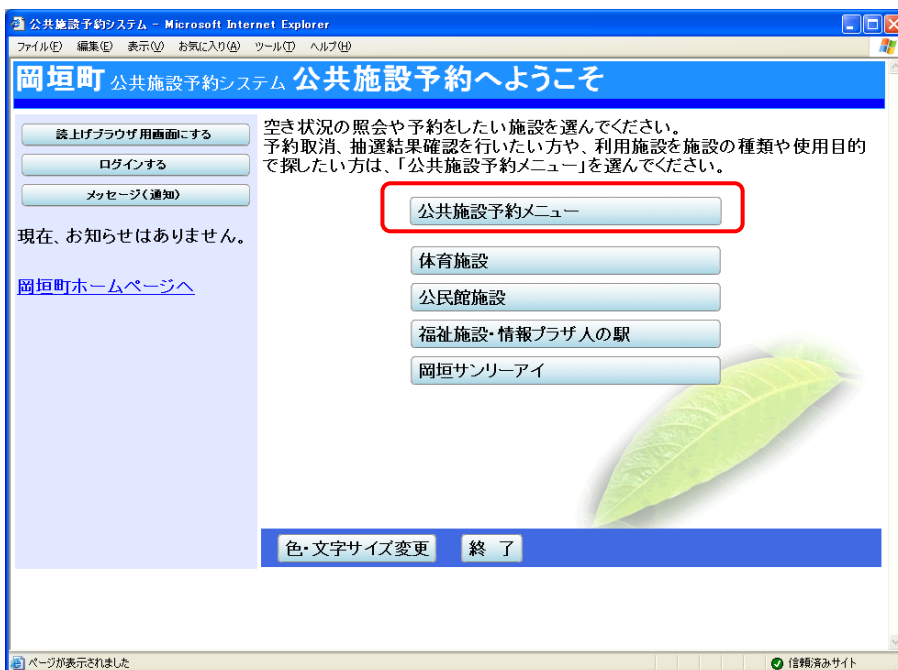 公共施設予約システム - Microsoft Internet Explorer
ファイル(F) 編集(E) 表示(V) お気に入り(A) ツール(T) ヘルプ(H)
岡垣町 公共施設予約システム 公共施設予約へようこそ
読上げブラウザ用画面にする
ログインする
メッセージ(通知)
現在、お知らせはありません。
岡垣町ホームページへ
空き状況の照会や予約をしたい施設を選んでください。
予約取消、抽選結果確認を行いたい方や、利用施設を施設の種類や使用目的
で探したい方は、「公共施設予約メニュー」を選んでください。
公共施設予約メニュー
体育施設
公民館施設
福祉施設・情報プラザ人の駅
岡垣サンリーアイ
色・文字サイズ変更
終 了
ページが表示されました
信頼済みサイト